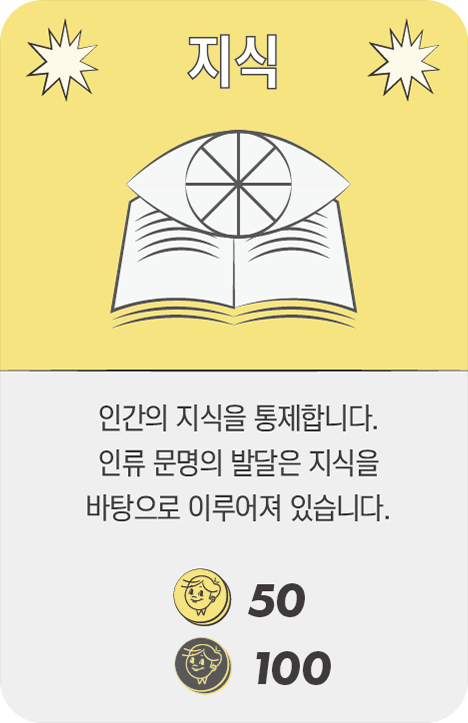 지식
인간의 지식을 통제합니다.
인류 문명의 발달은 지식을
바탕으로 이루어져 있습니다.
50
100